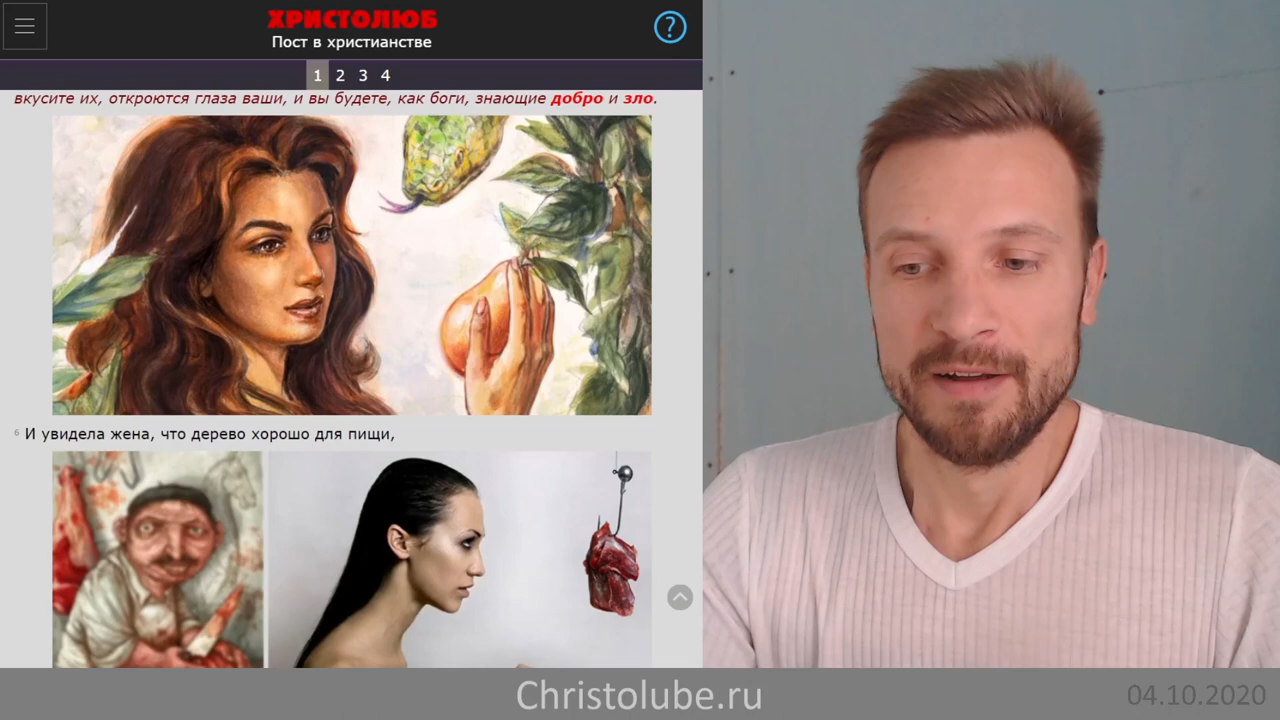 ХРИСТОЛЮБ
Пост в христианстве
1 2 3 4
вкусите их, откроются глаза ваши, и вы будете, как боги, знающие добро и зло.
6 И увидела жена, что дерево хорошо для пищи,
Christolube.ru
04.10.2020